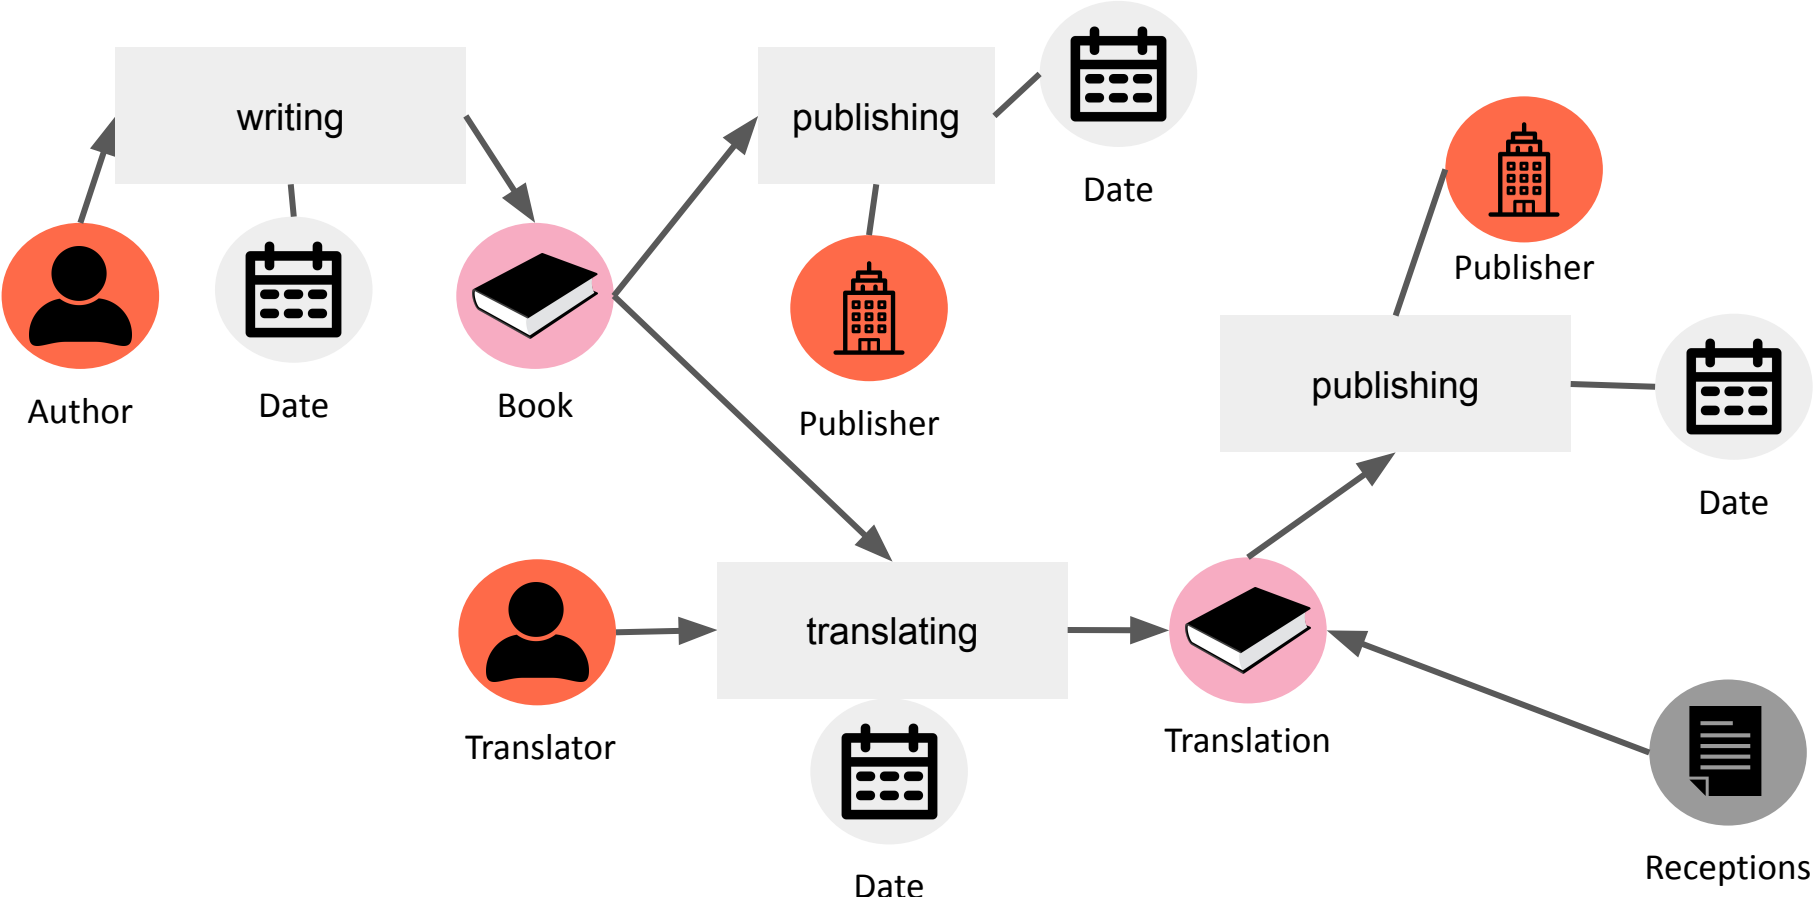 writing
publishing
Date
Publisher
Author
Date
Book
Publisher
publishing
Date
translating
Translator
Translation
Date
Receptions